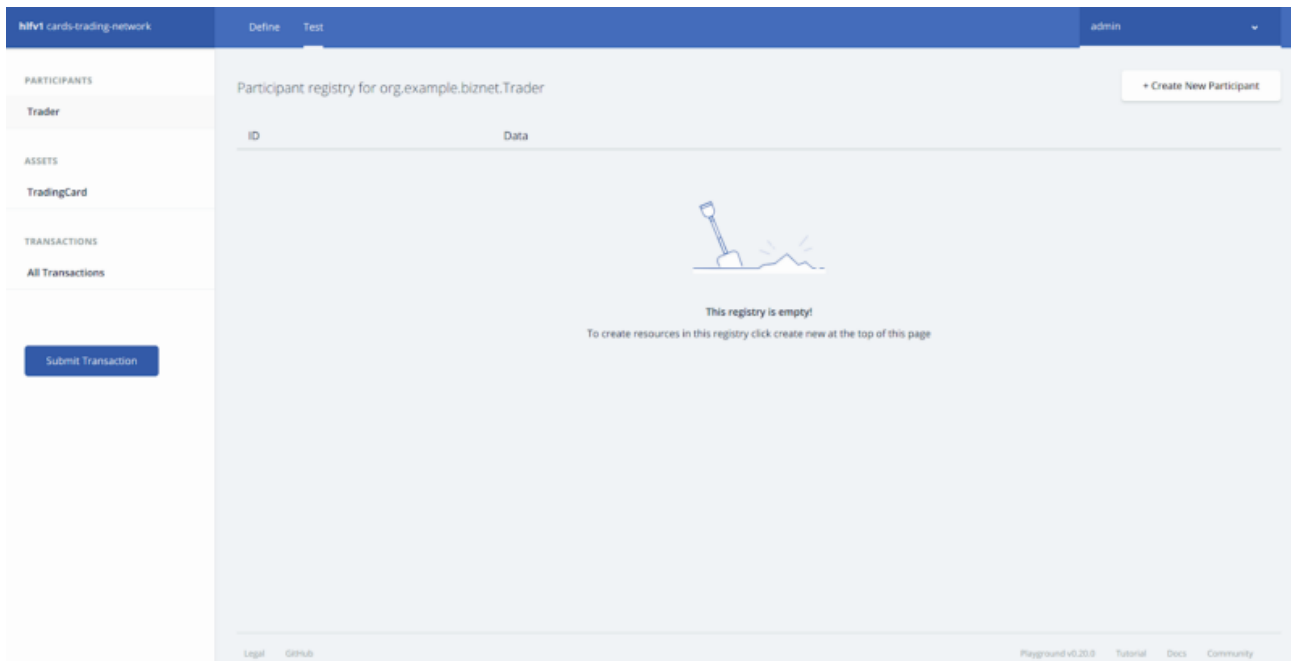 hlfv1 cards-trading-network Define Test admin
PARTICIPANTS
Trader
ASSETS
TradingCard
TRANSACTIONS
All Transactions
Submit Transaction
Participant registry for org.example.biznet.Trader
+ Create New Participant
ID Data
This registry is empty!
To create resources in this registry click create new at the top of this page
Legal GitHub Playground v0.20.0 Tutorial Docs Community